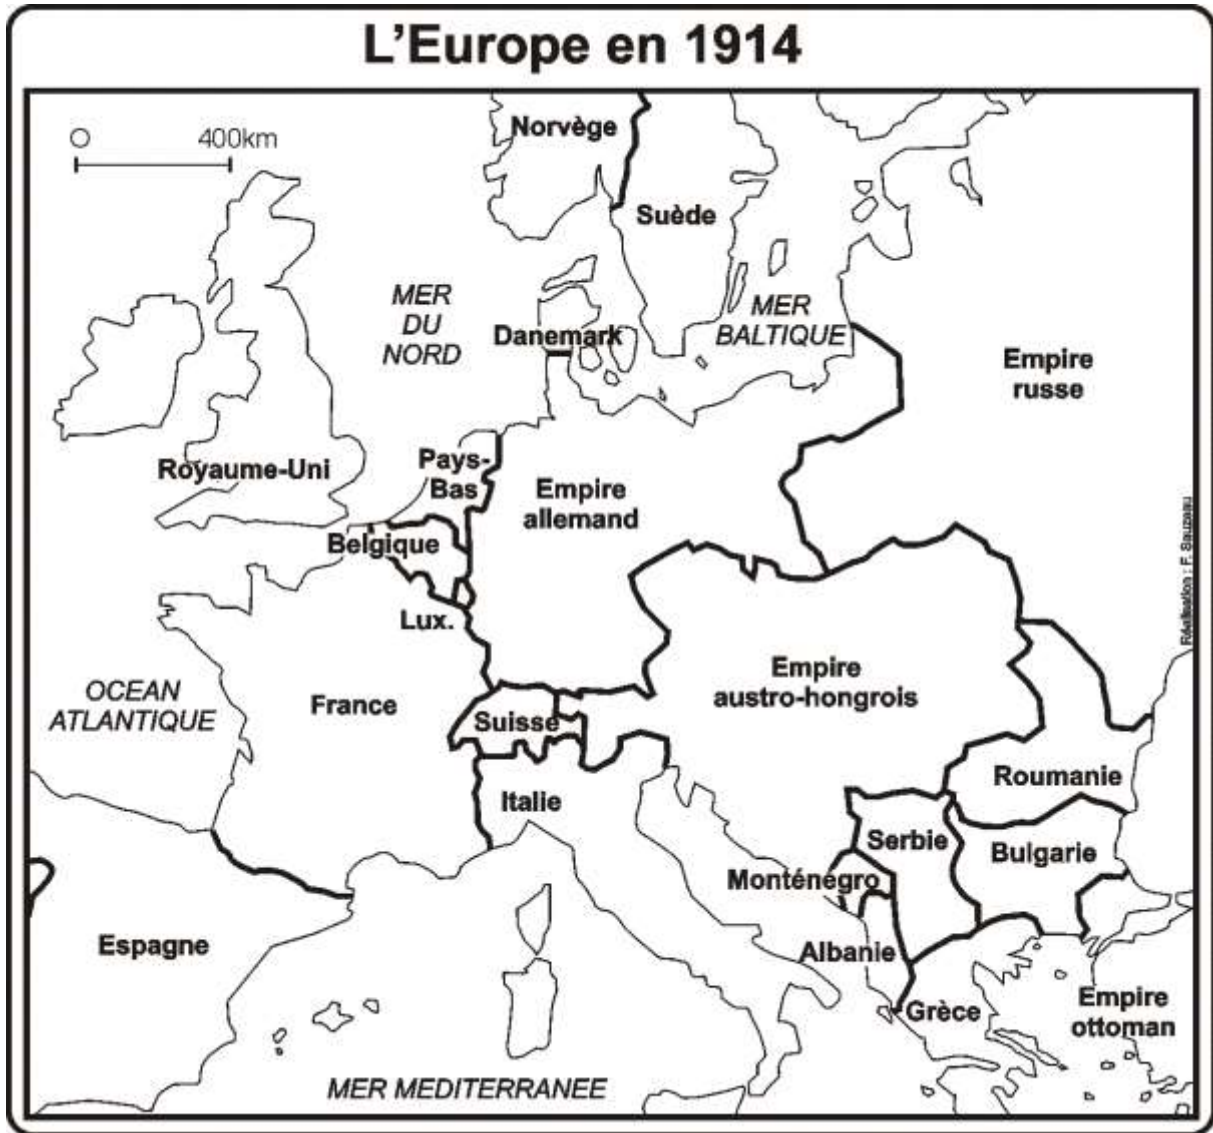 L'Europe en 1914
O 400km
Norvège
Suède
MER
DU
NORD
MER
BALTIQUE
Danemark
Empire
russe
Royaume-Uni
Pays-
Bas
Empire
allemand
Belgique
Lux.
OCEAN
ATLANTIQUE
France
Suisse
Empire
austro-hongrois
Italie
Roumanie
Serbie
Bulgarie
Monténégro
Espagne
Albanie
Grèce
Empire
ottoman
MER MEDITERRANEE
Réalisation : F. Sauzeau